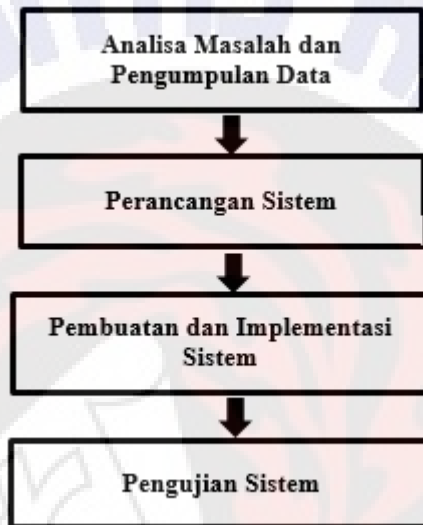 Analisa Masalah dan
Pengumpulan Data
Perancangan Sistem
Pembuatan dan Implementasi
Sistem
Pengujian Sistem